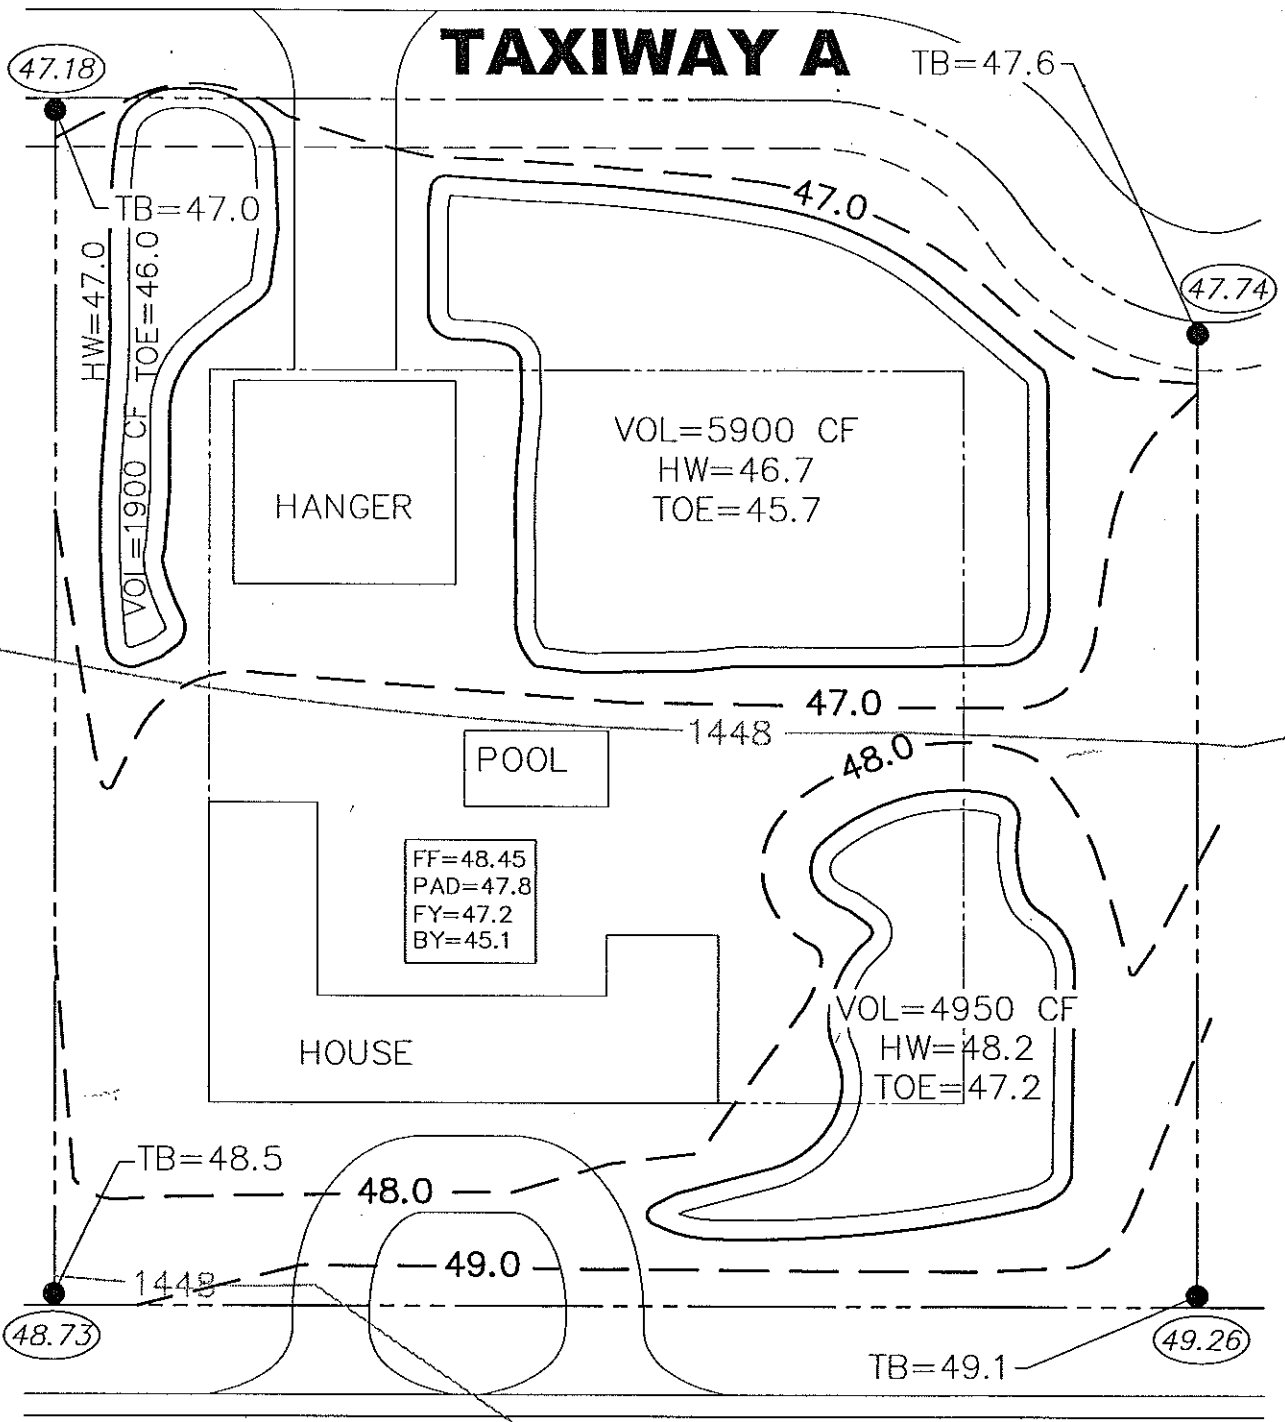 TAXIWAY A
47.18
TB=47.6
TB=47.0
47.0
47.74
HW=47.0
TOE=46.0
VOL=1900 CF
VOL=5900 CF
HW=46.7
TOE=45.7
HANGER
47.0
1448
48.0
POOL
FF=48.45
PAD=47.8
FY=47.2
BY=45.1
VOL=4950 CF
HW=48.2
TOE=47.2
HOUSE
TB=48.5
48.0
49.0
1448
48.73
49.26
TB=49.1